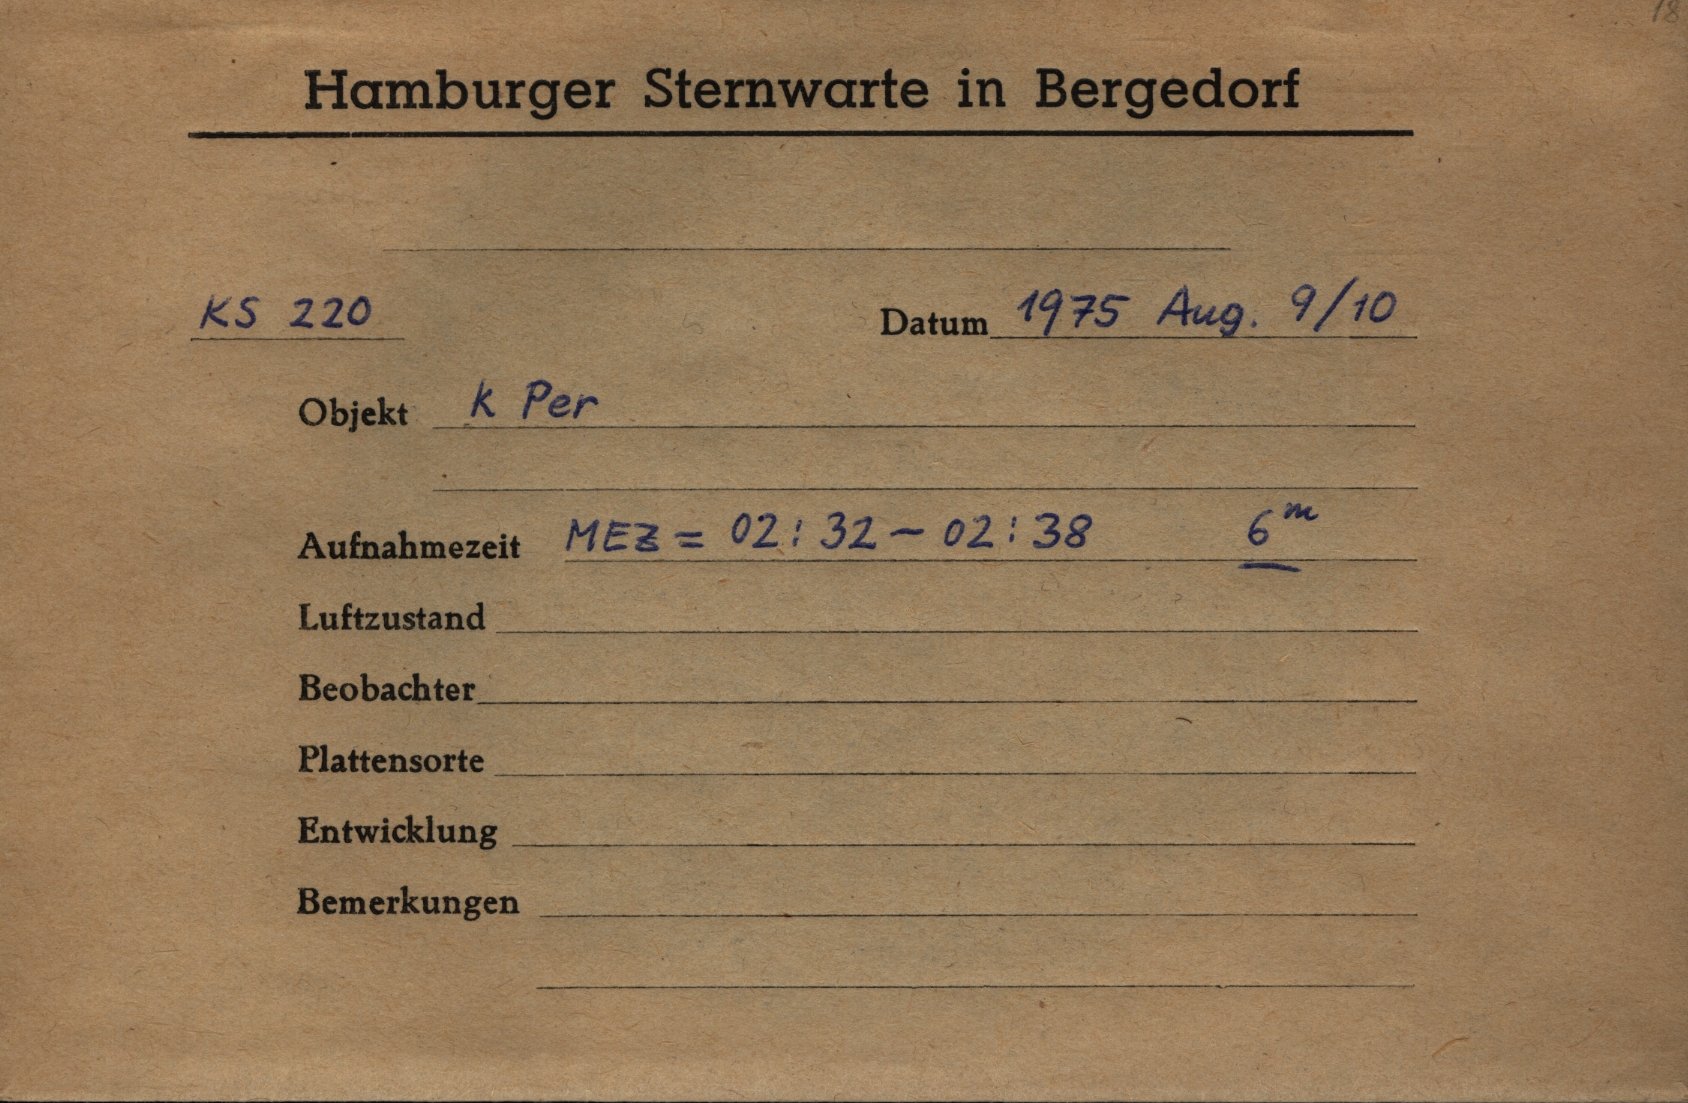 18
Hamburger Sternwarte in Bergedorf
KS 220
Datum 1975 Aug. 9/10
Objekt K Per
Aufnahmezeit MEZ = 02:32 – 02:38 6ᵐ
Luftzustand
Beobachter
Plattensorte
Entwicklung
Bemerkungen